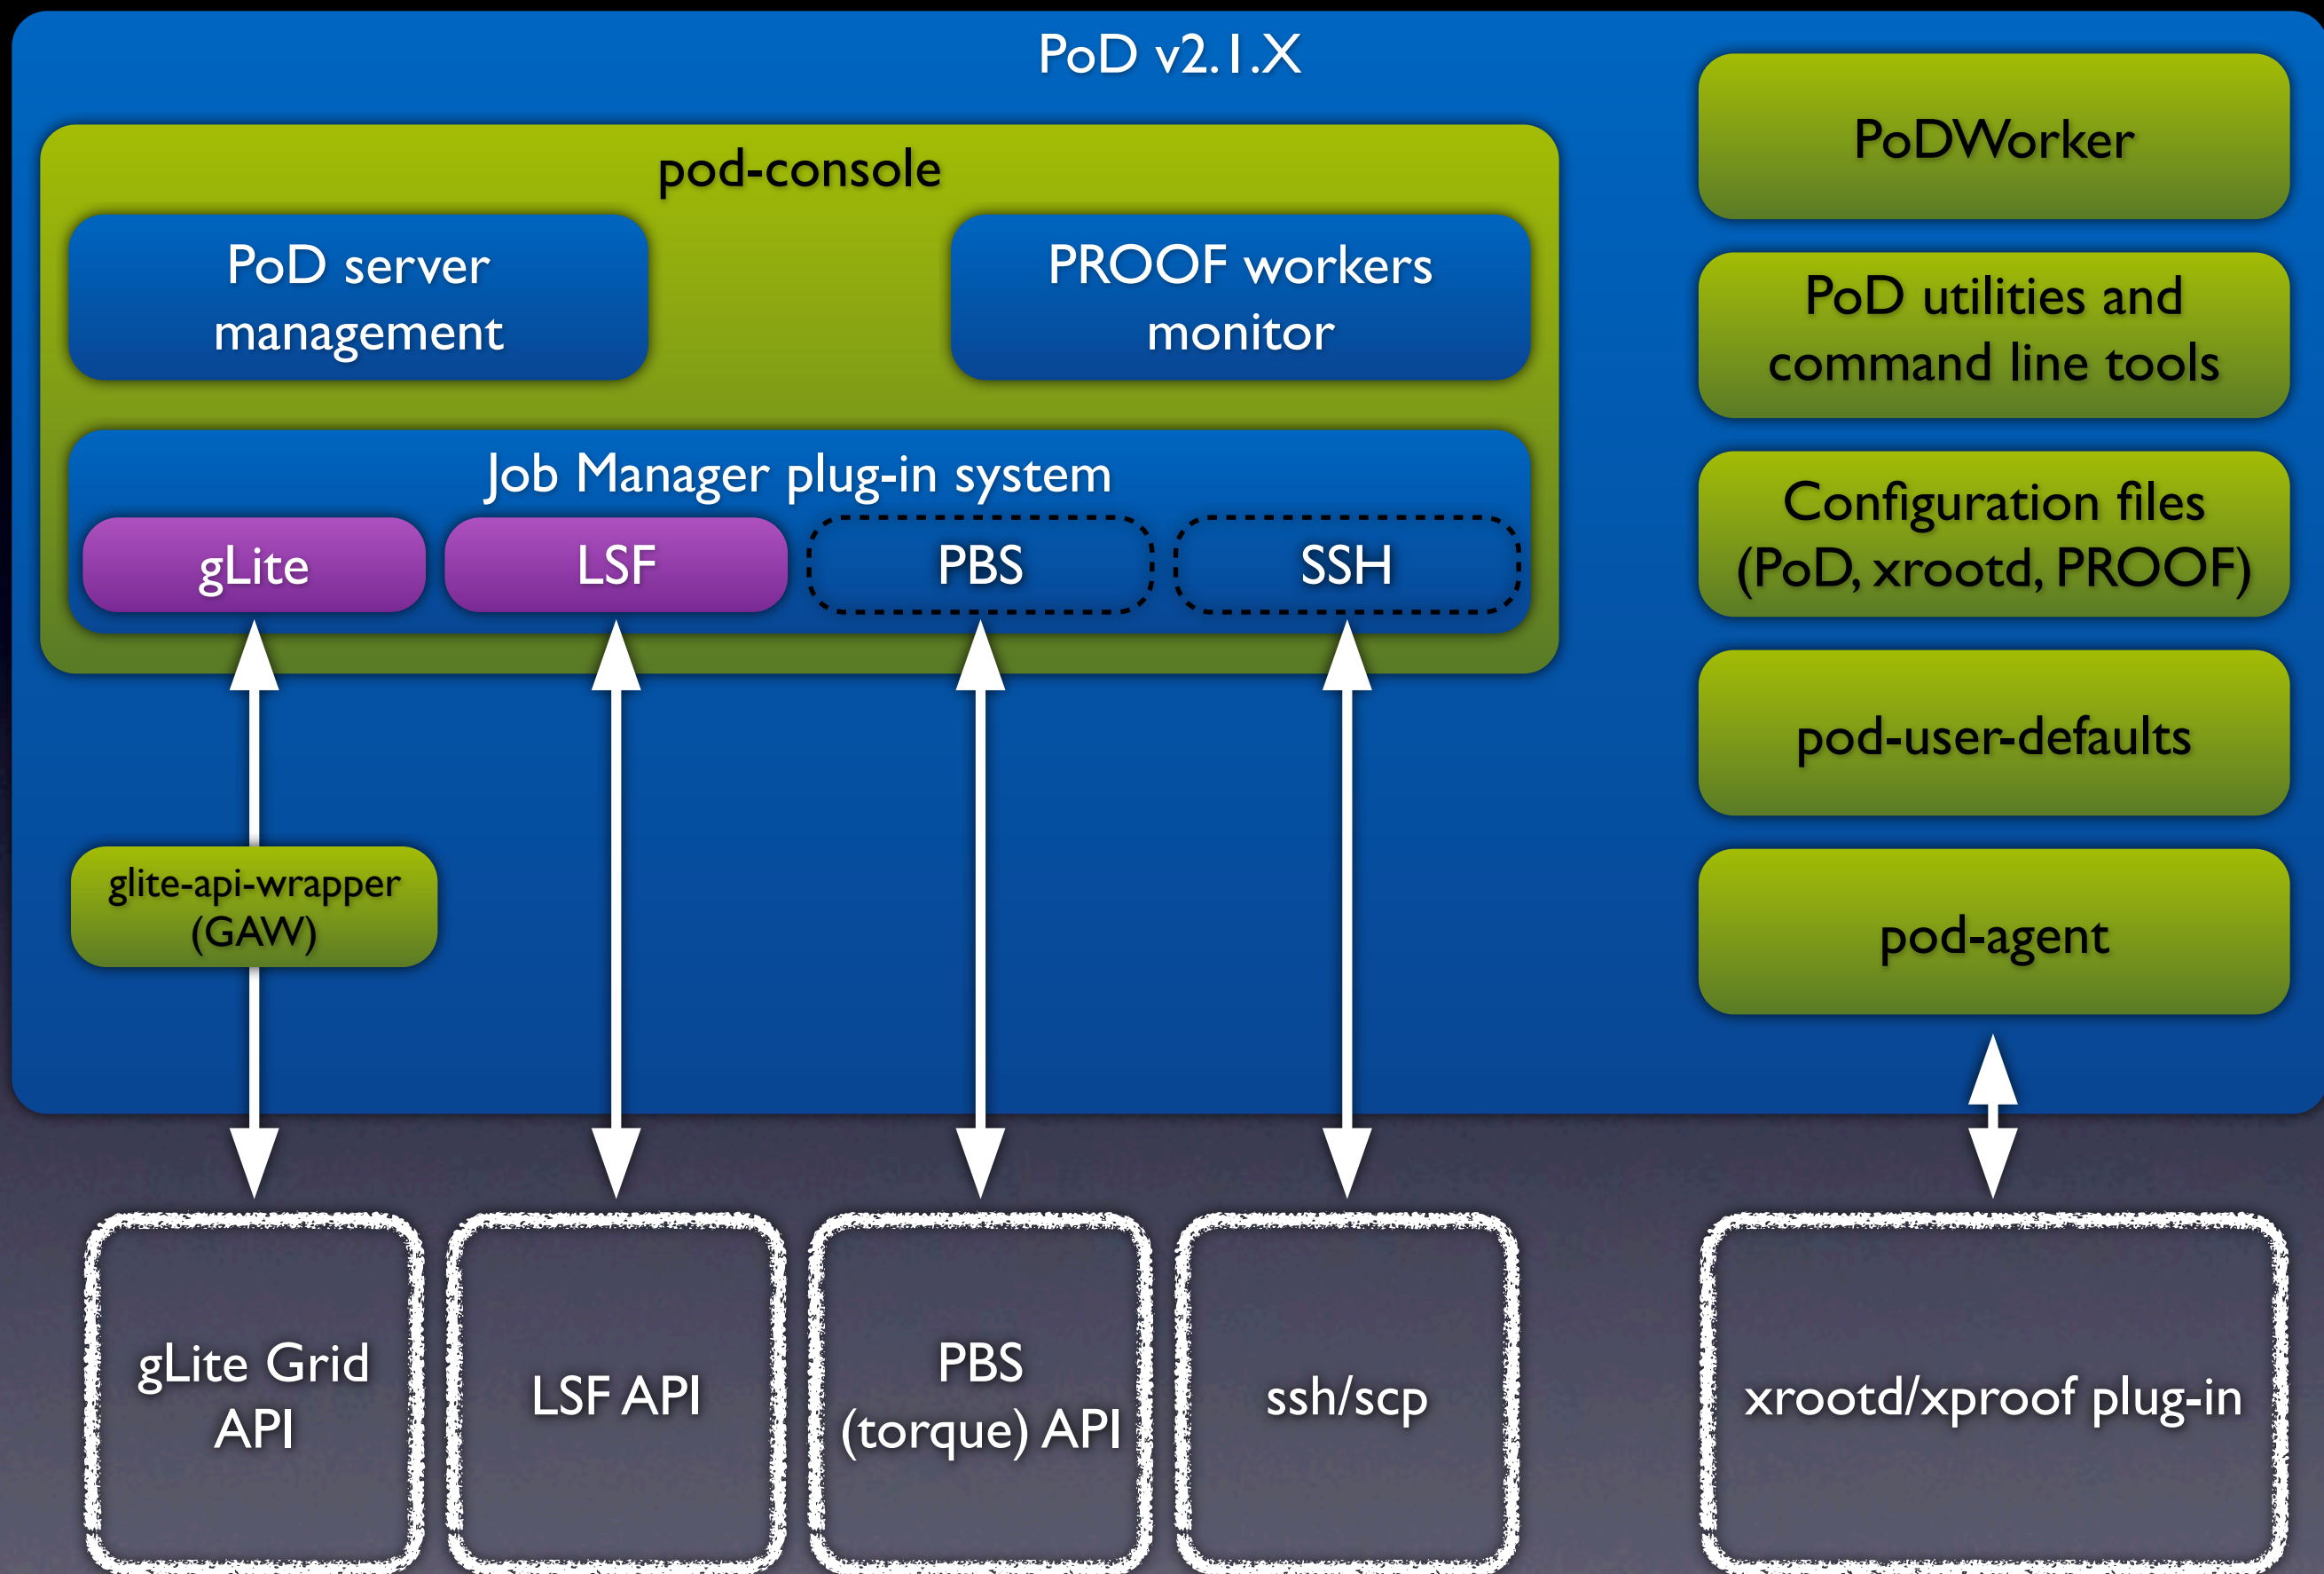 PoD v2.1.X
pod-console
PoD server
management
PROOF workers
monitor
Job Manager plug-in system
gLite
LSF
PBS
SSH
glite-api-wrapper
(GAW)
PoDWorker
PoD utilities and
command line tools
Configuration files
(PoD, xrootd, PROOF)
pod-user-defaults
pod-agent
gLite Grid
API
LSF API
PBS
(torque) API
ssh/scp
xrootd/xproof plug-in